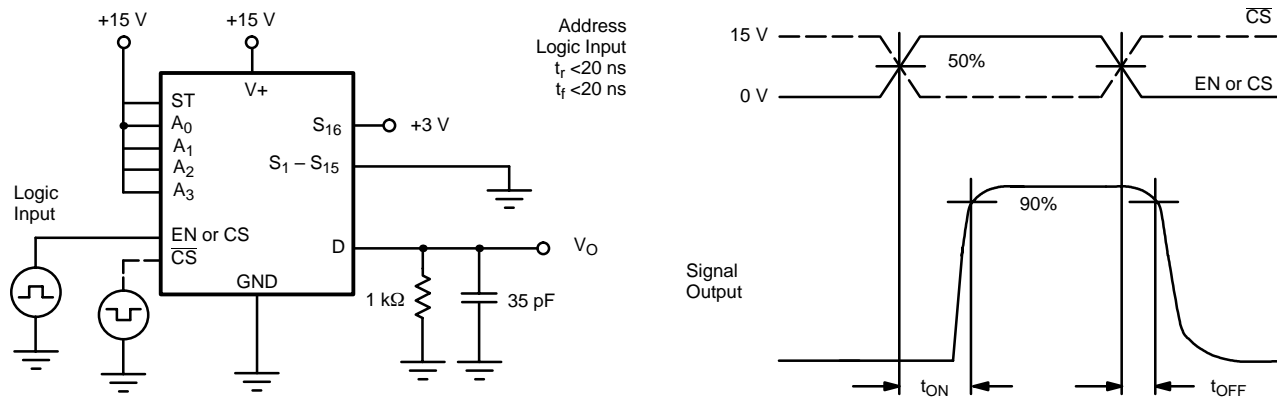 +15 V
+15 V
V+
ST
A0
A1
A2
A3
EN or CS
CS
GND
S16
S1 – S15
D
+3 V
VO
1 kΩ
35 pF
Logic
Input
Address
Logic Input
tr <20 ns
tf <20 ns
CS
15 V
50%
0 V
EN or CS
90%
Signal
Output
tON
tOFF